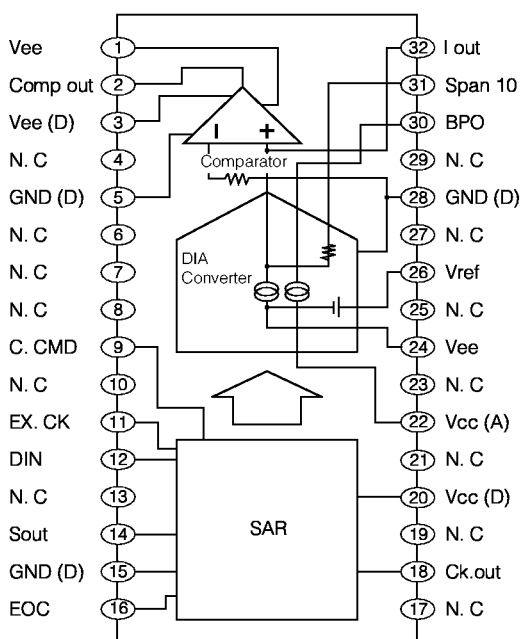 Vee 1 32 I out
Comp out 2 31 Span 10
Vee (D) 3 30 BPO
N. C 4 29 N. C
Comparator
GND (D) 5 28 GND (D)
N. C 6 27 N. C
DIA
Converter
N. C 7 26 Vref
N. C 8 25 N. C
C. CMD 9 24 Vee
N. C 10 23 N. C
EX. CK 11 22 Vcc (A)
DIN 12 21 N. C
N. C 13 20 Vcc (D)
Sout 14 SAR 19 N. C
GND (D) 15 18 Ck.out
EOC 16 17 N. C